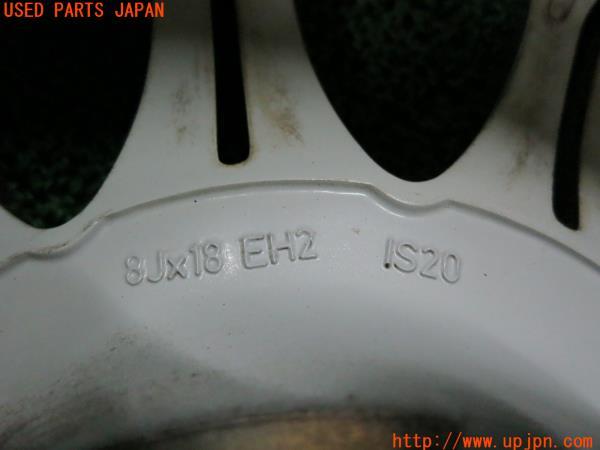 USED PARTS JAPAN
8Jx18 EH2 IS20
http://www.upjpn.com/